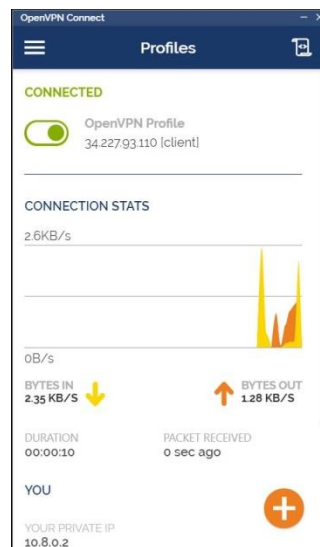 OpenVPN Connect
Profiles
CONNECTED
OpenVPN Profile
34.227.93.110 [client]
CONNECTION STATS
2.6KB/s
0B/s
BYTES IN
2.35 KB/S
BYTES OUT
1.28 KB/S
DURATION
00:00:10
PACKET RECEIVED
0 sec ago
YOU
YOUR PRIVATE IP
10.8.0.2